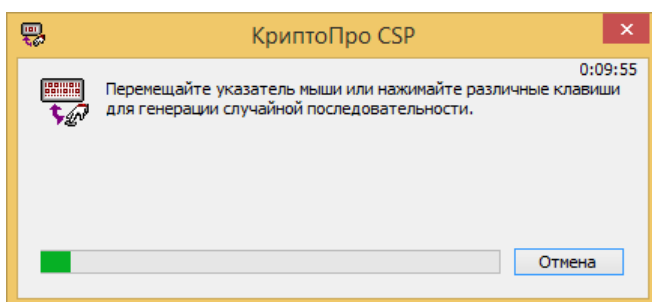 КриптоПро CSP
0:09:55
Перемещайте указатель мыши или нажимайте различные клавиши
для генерации случайной последовательности.
Отмена